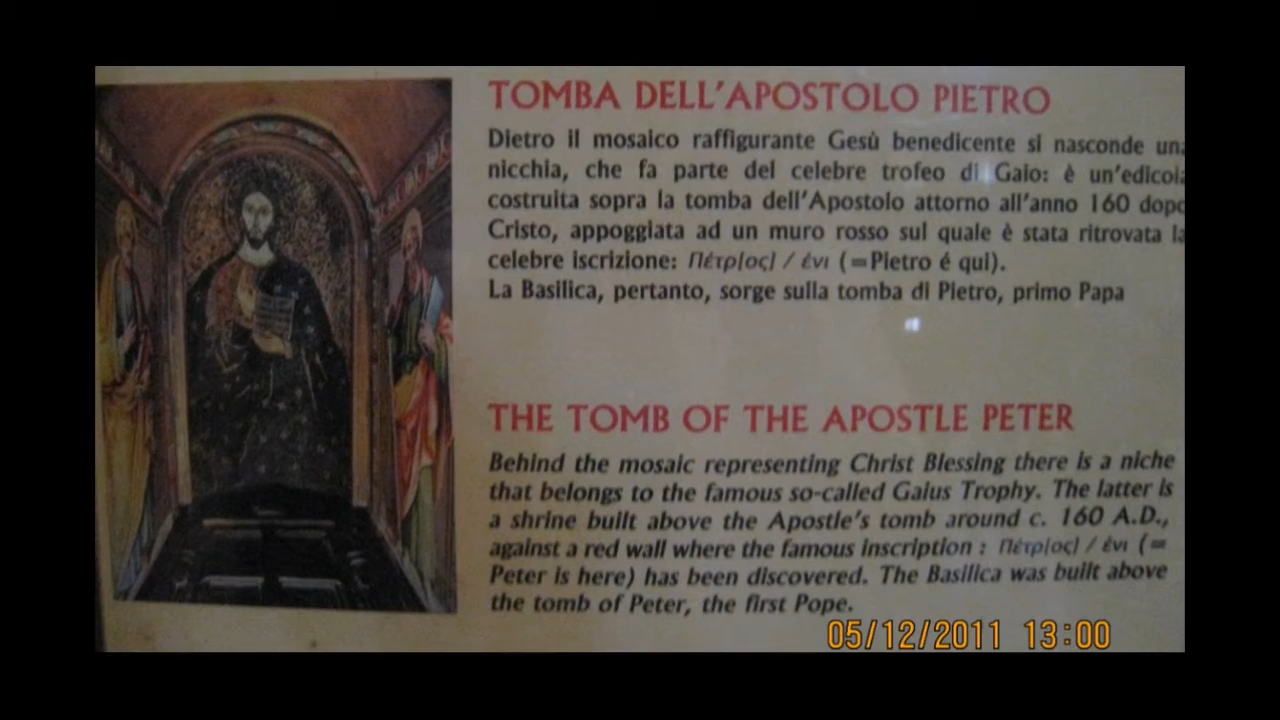 TOMBA DELL'APOSTOLO PIETRO
Dietro il mosaico raffigurante Gesù benedicente si nasconde una
nicchia, che fa parte del celebre trofeo di Gaio: è un'edicola
costruita sopra la tomba dell'Apostolo attorno all'anno 160 dopo
Cristo, appoggiata ad un muro rosso sul quale è stata ritrovata la
celebre iscrizione: Πέτρ[ος] / ένι (=Pietro é qui).
La Basilica, pertanto, sorge sulla tomba di Pietro, primo Papa
THE TOMB OF THE APOSTLE PETER
Behind the mosaic representing Christ Blessing there is a niche
that belongs to the famous so-called Gaius Trophy. The latter is
a shrine built above the Apostle's tomb around c. 160 A.D.,
against a red wall where the famous inscription : Πέτρ[ος] / ένι (=
Peter is here) has been discovered. The Basilica was built above
the tomb of Peter, the first Pope.
05/12/2011 13:00